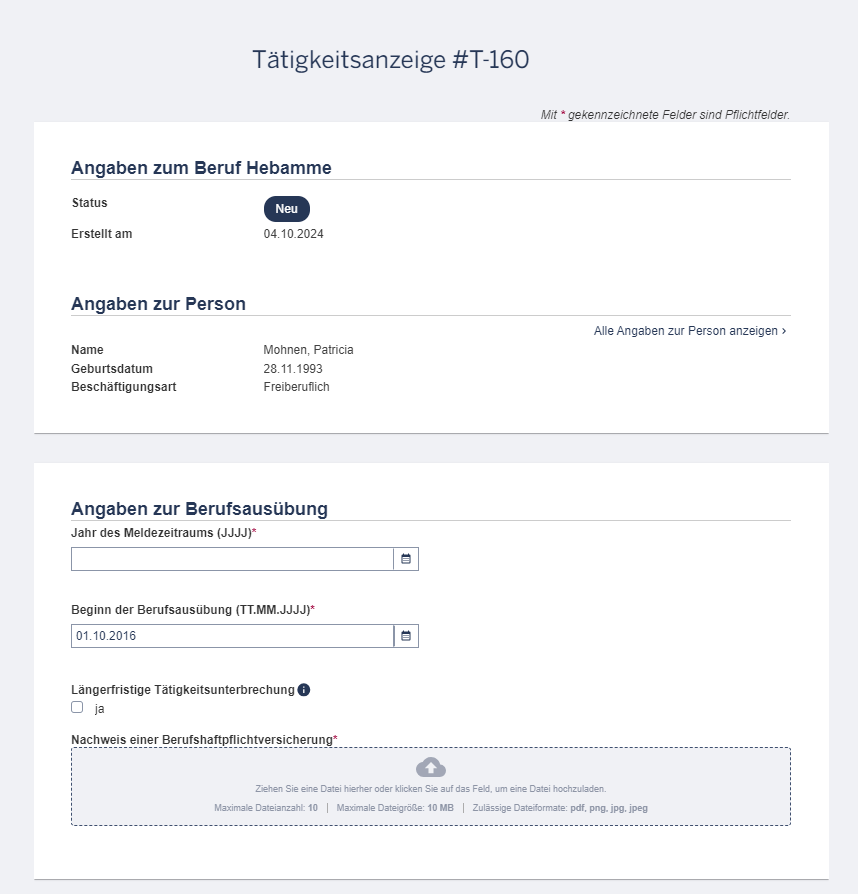 Tätigkeitsanzeige #T-160
Mit * gekennzeichnete Felder sind Pflichtfelder.
Angaben zum Beruf Hebamme
Status Neu
Erstellt am 04.10.2024
Angaben zur Person
Alle Angaben zur Person anzeigen ›
Name Mohnen, Patricia
Geburtsdatum 28.11.1993
Beschäftigungsart Freiberuflich
Angaben zur Berufsausübung
Jahr des Meldezeitraums (JJJJ)*
Beginn der Berufsausübung (TT.MM.JJJJ)*
01.10.2016
Längerfristige Tätigkeitsunterbrechung i
ja
Nachweis einer Berufshaftpflichtversicherung*
Ziehen Sie eine Datei hierher oder klicken Sie auf das Feld, um eine Datei hochzuladen.
Maximale Dateianzahl: 10 | Maximale Dateigröße: 10 MB | Zulässige Dateiformate: pdf, png, jpg, jpeg